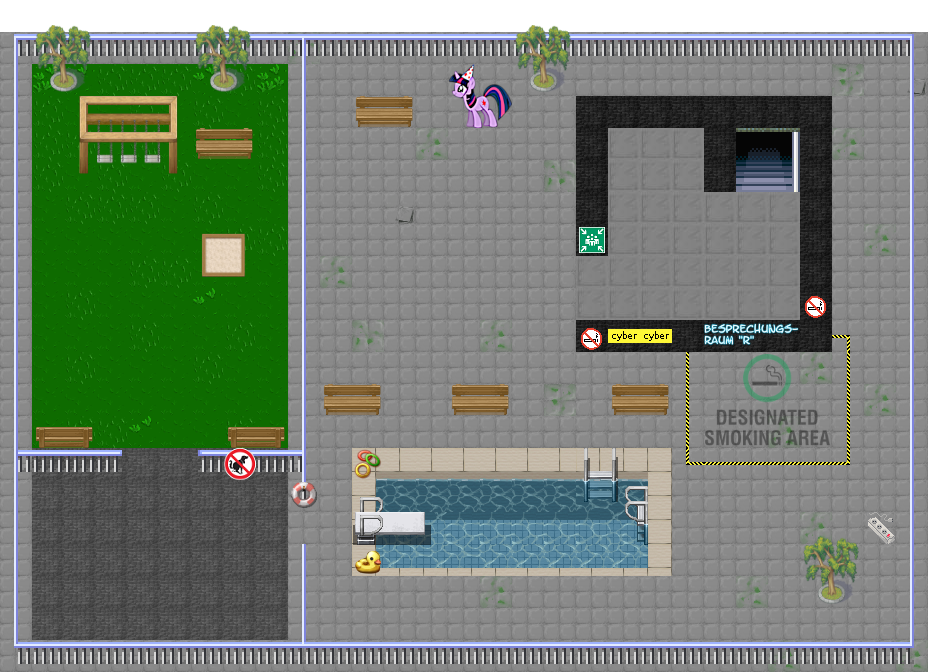 cyber cyber
BESPRECHUNGS-
RAUM "R"
DESIGNATED
SMOKING AREA